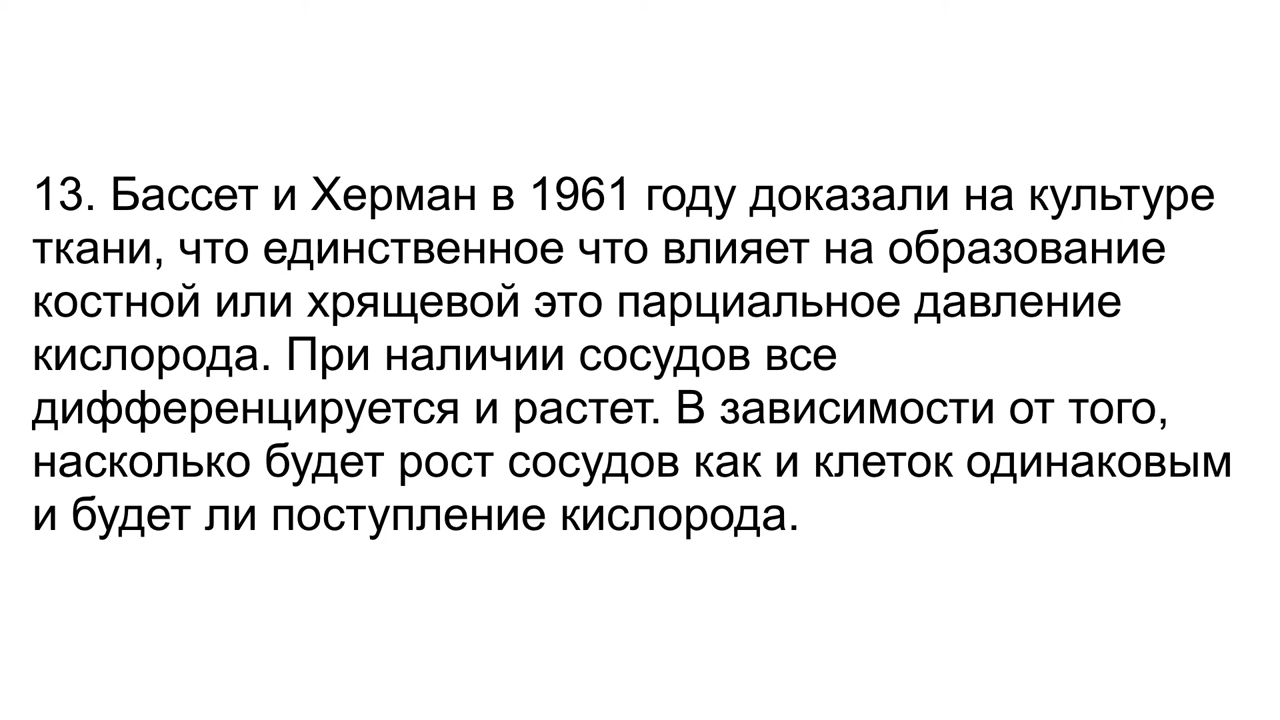 13. Бассет и Херман в 1961 году доказали на культуре
ткани, что единственное что влияет на образование
костной или хрящевой это парциальное давление
кислорода. При наличии сосудов все
дифференцируется и растет. В зависимости от того,
насколько будет рост сосудов как и клеток одинаковым
и будет ли поступление кислорода.